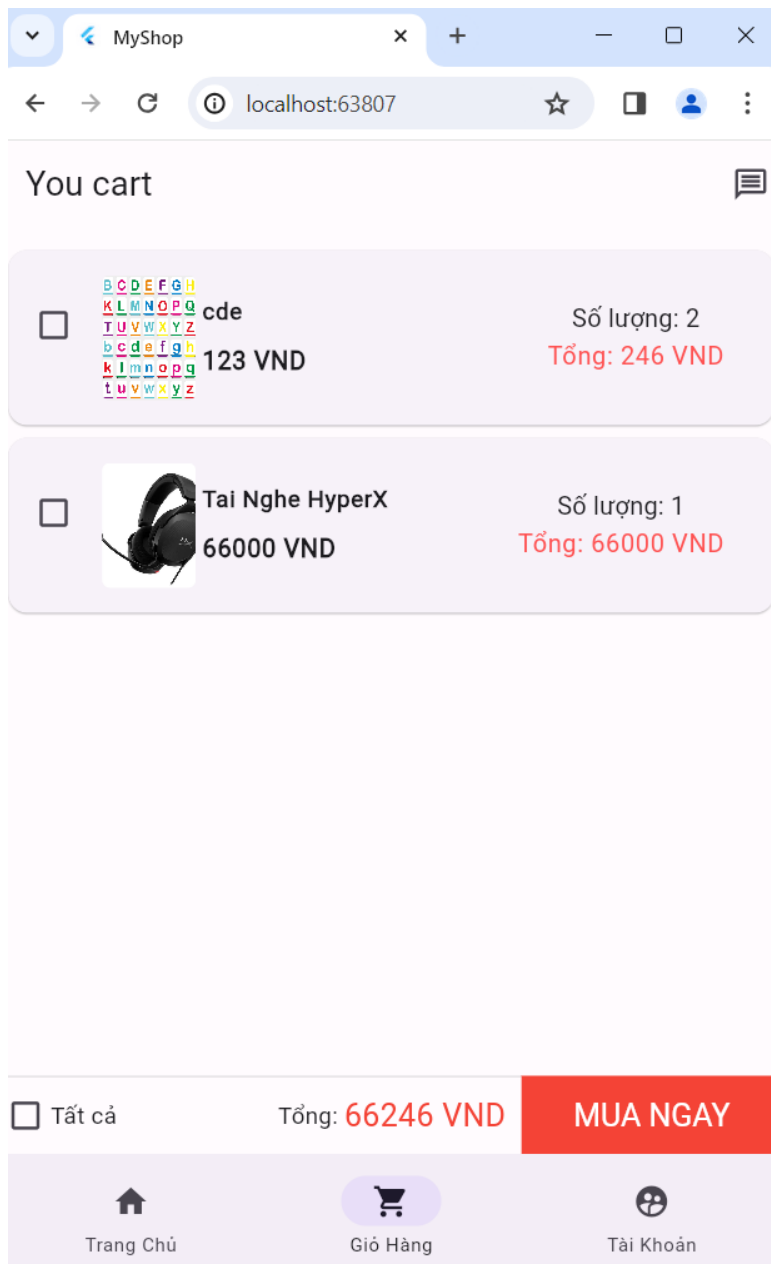 MyShop
localhost:63807
You cart
B C D E F G H
K L M N O P Q
T U V W X Y Z
b c d e f g h
k l m n o p q
t u v w x y z
cde
123 VND
Số lượng: 2
Tổng: 246 VND
Tai Nghe HyperX
66000 VND
Số lượng: 1
Tổng: 66000 VND
Tất cả
Tổng: 66246 VND
MUA NGAY
Trang Chủ
Giỏ Hàng
Tài Khoản